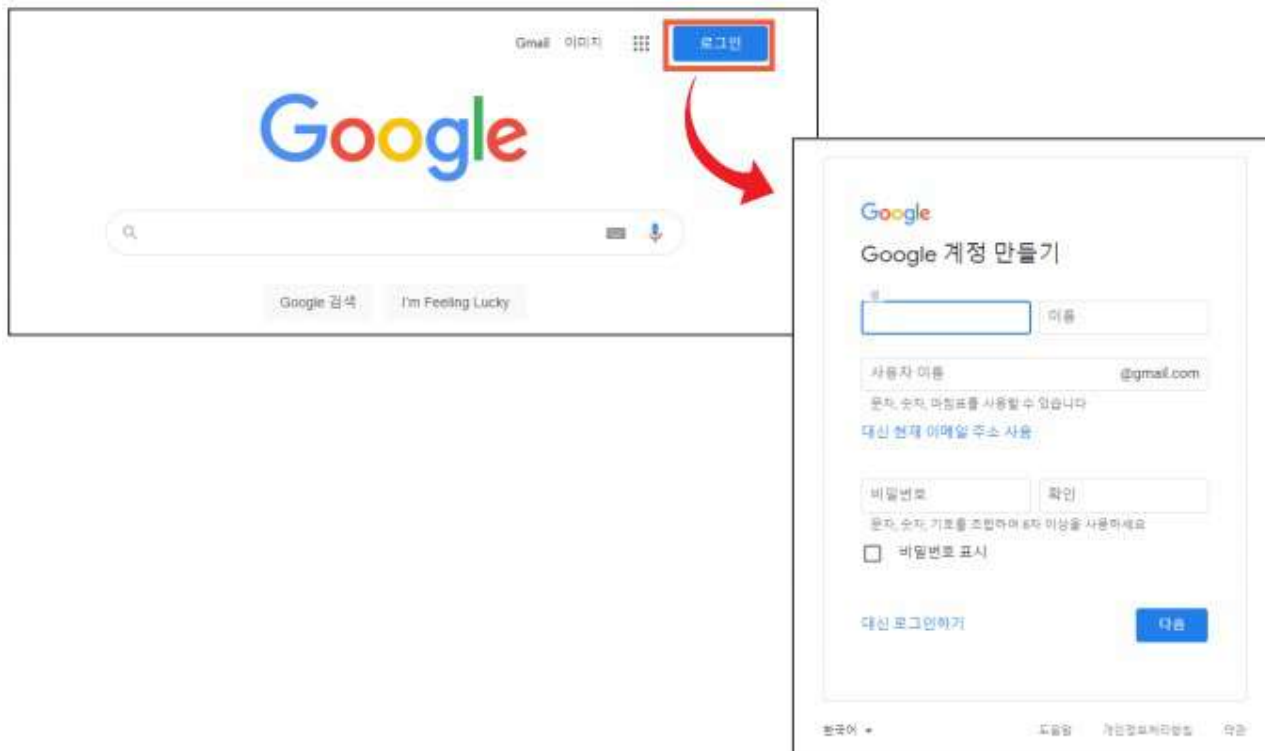 Gmail 이미지 로그인
Google
Google 검색 I'm Feeling Lucky
Google
Google 계정 만들기
성
이름
사용자 이름 @gmail.com
문자, 숫자, 마침표를 사용할 수 있습니다
대신 현재 이메일 주소 사용
비밀번호 확인
문자, 숫자, 기호를 조합하여 8자 이상을 사용하세요
비밀번호 표시
대신 로그인하기 다음
한국어 도움말 개인정보처리방침 약관